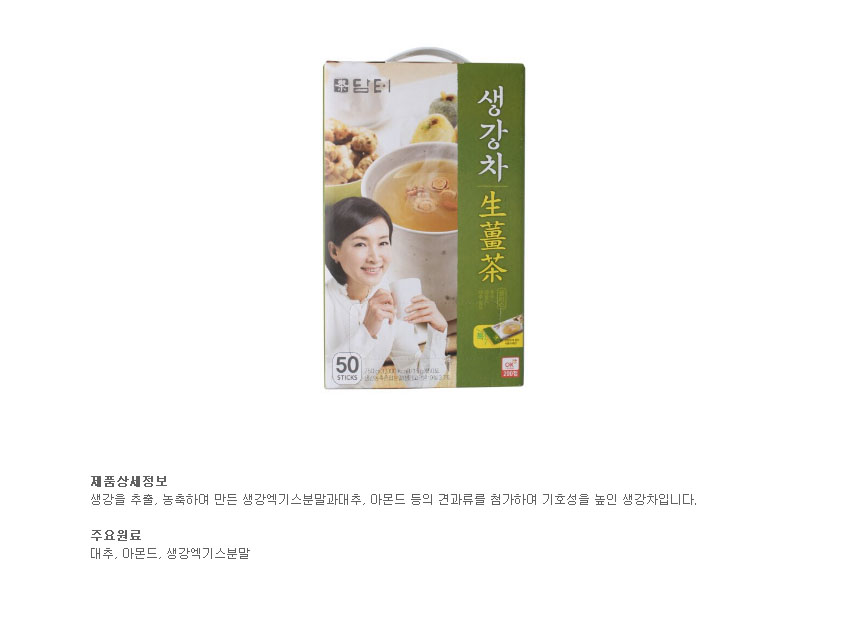 담터
생강차
生薑茶
50
STICKS
OK
제품상세정보
생강을 추출, 농축하여 만든 생강엑기스분말과대추, 아몬드 등의 견과류를 첨가하여 기호성을 높인 생강차입니다.
주요원료
대추, 아몬드, 생강엑기스분말